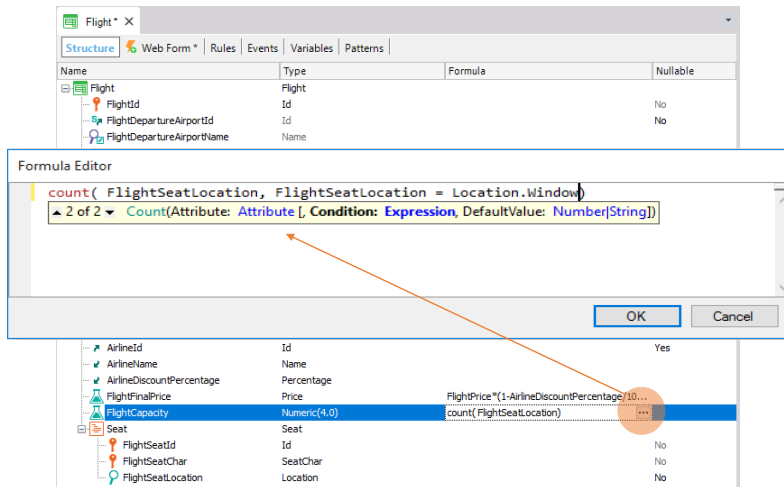 Flight *
Structure Web Form * Rules Events Variables Patterns
Name Type Formula Nullable
Flight Flight
FlightId Id No
FlightDepartureAirportId Id No
FlightDepartureAirportName Name
Formula Editor
count( FlightSeatLocation, FlightSeatLocation = Location.Window)
2 of 2 Count(Attribute: Attribute [, Condition: Expression, DefaultValue: Number|String])
OK Cancel
AirlineId Id Yes
AirlineName Name
AirlineDiscountPercentage Percentage
FlightFinalPrice Price FlightPrice*(1-AirlineDiscountPercentage/10...
FlightCapacity Numeric(4.0) count( FlightSeatLocation) ...
Seat Seat
FlightSeatId Id No
FlightSeatChar SeatChar No
FlightSeatLocation Location No